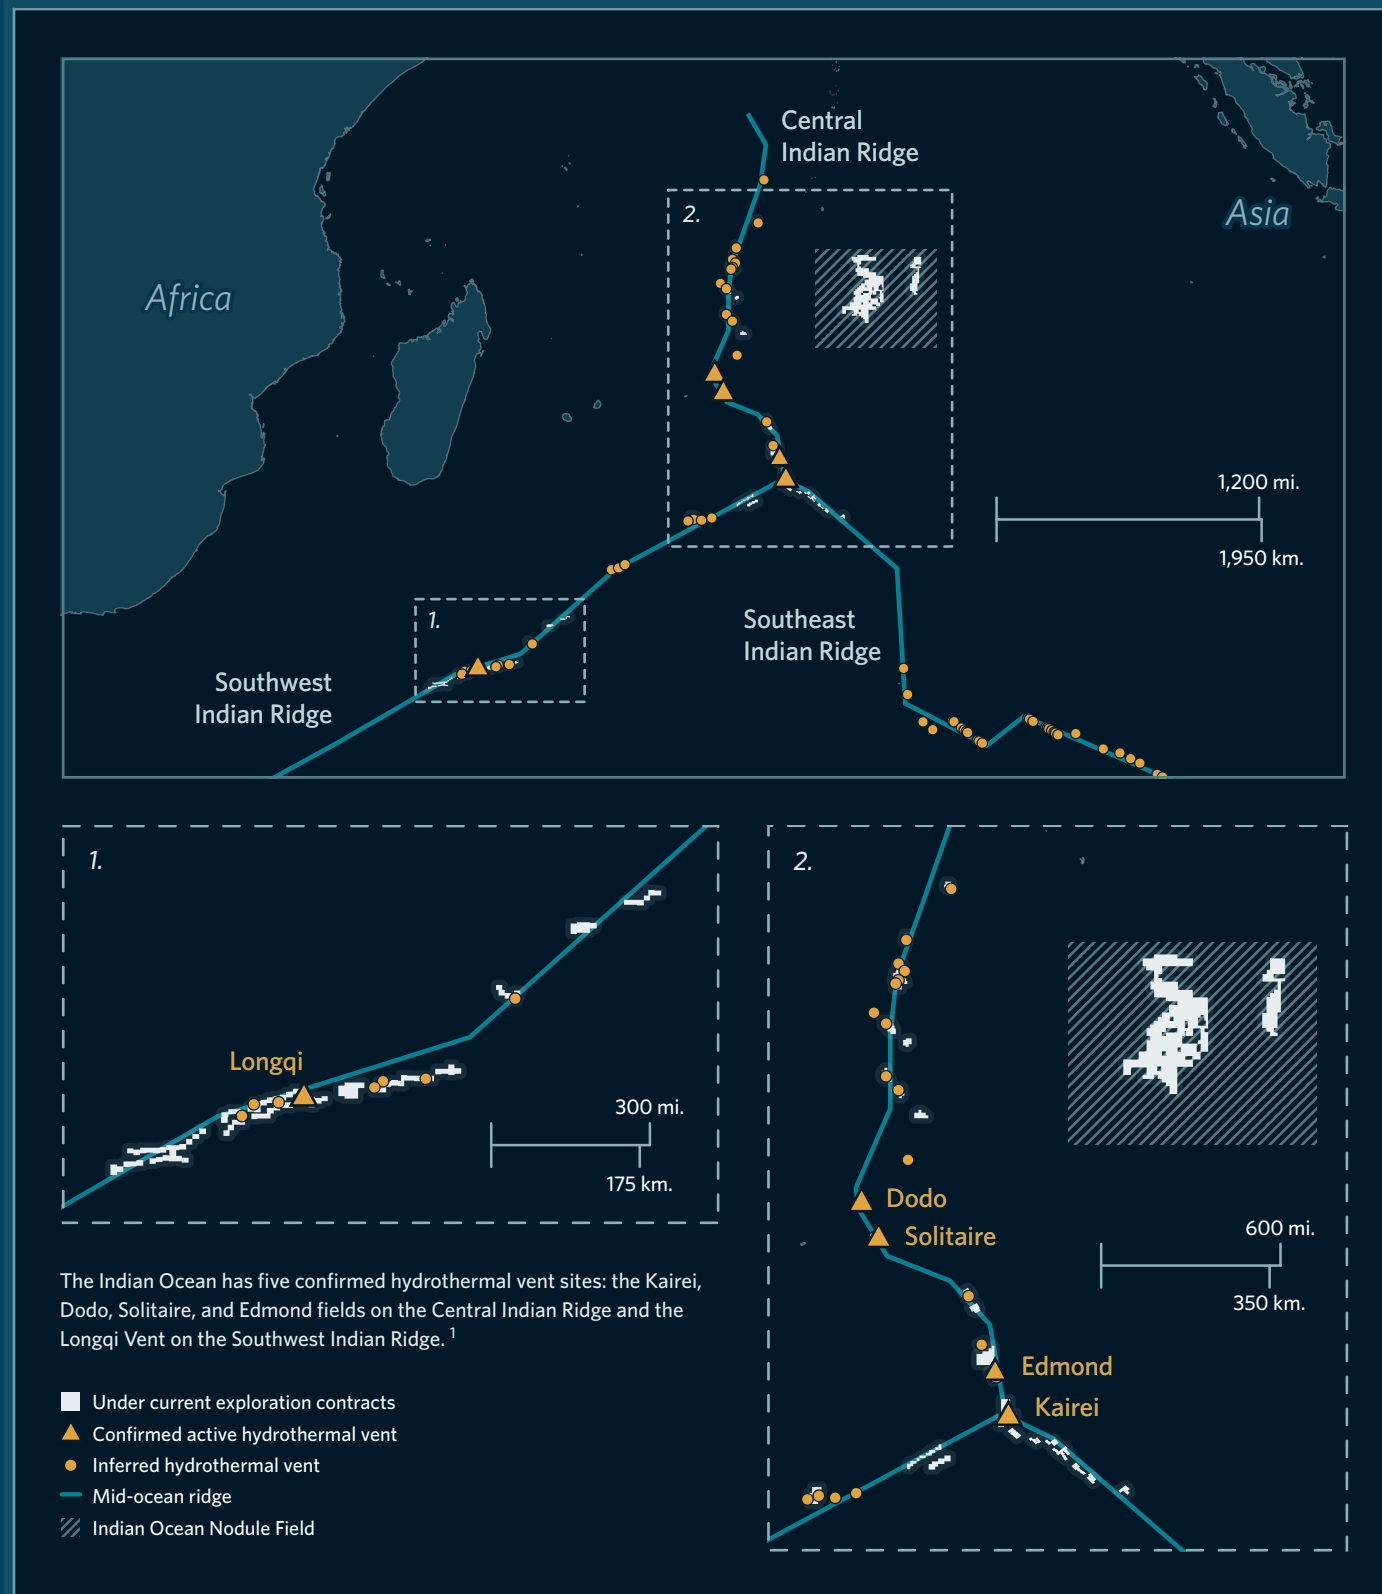 Central
Indian Ridge
2.
Asia
Africa
1,200 mi.
1,950 km.
1.
Southeast
Indian Ridge
Southwest
Indian Ridge
1.
Longqi
300 mi.
175 km.
2.
Dodo
Solitaire
600 mi.
350 km.
Edmond
Kairei
The Indian Ocean has five confirmed hydrothermal vent sites: the Kairei,
Dodo, Solitaire, and Edmond fields on the Central Indian Ridge and the
Longqi Vent on the Southwest Indian Ridge. 1
Under current exploration contracts
Confirmed active hydrothermal vent
Inferred hydrothermal vent
Mid-ocean ridge
Indian Ocean Nodule Field